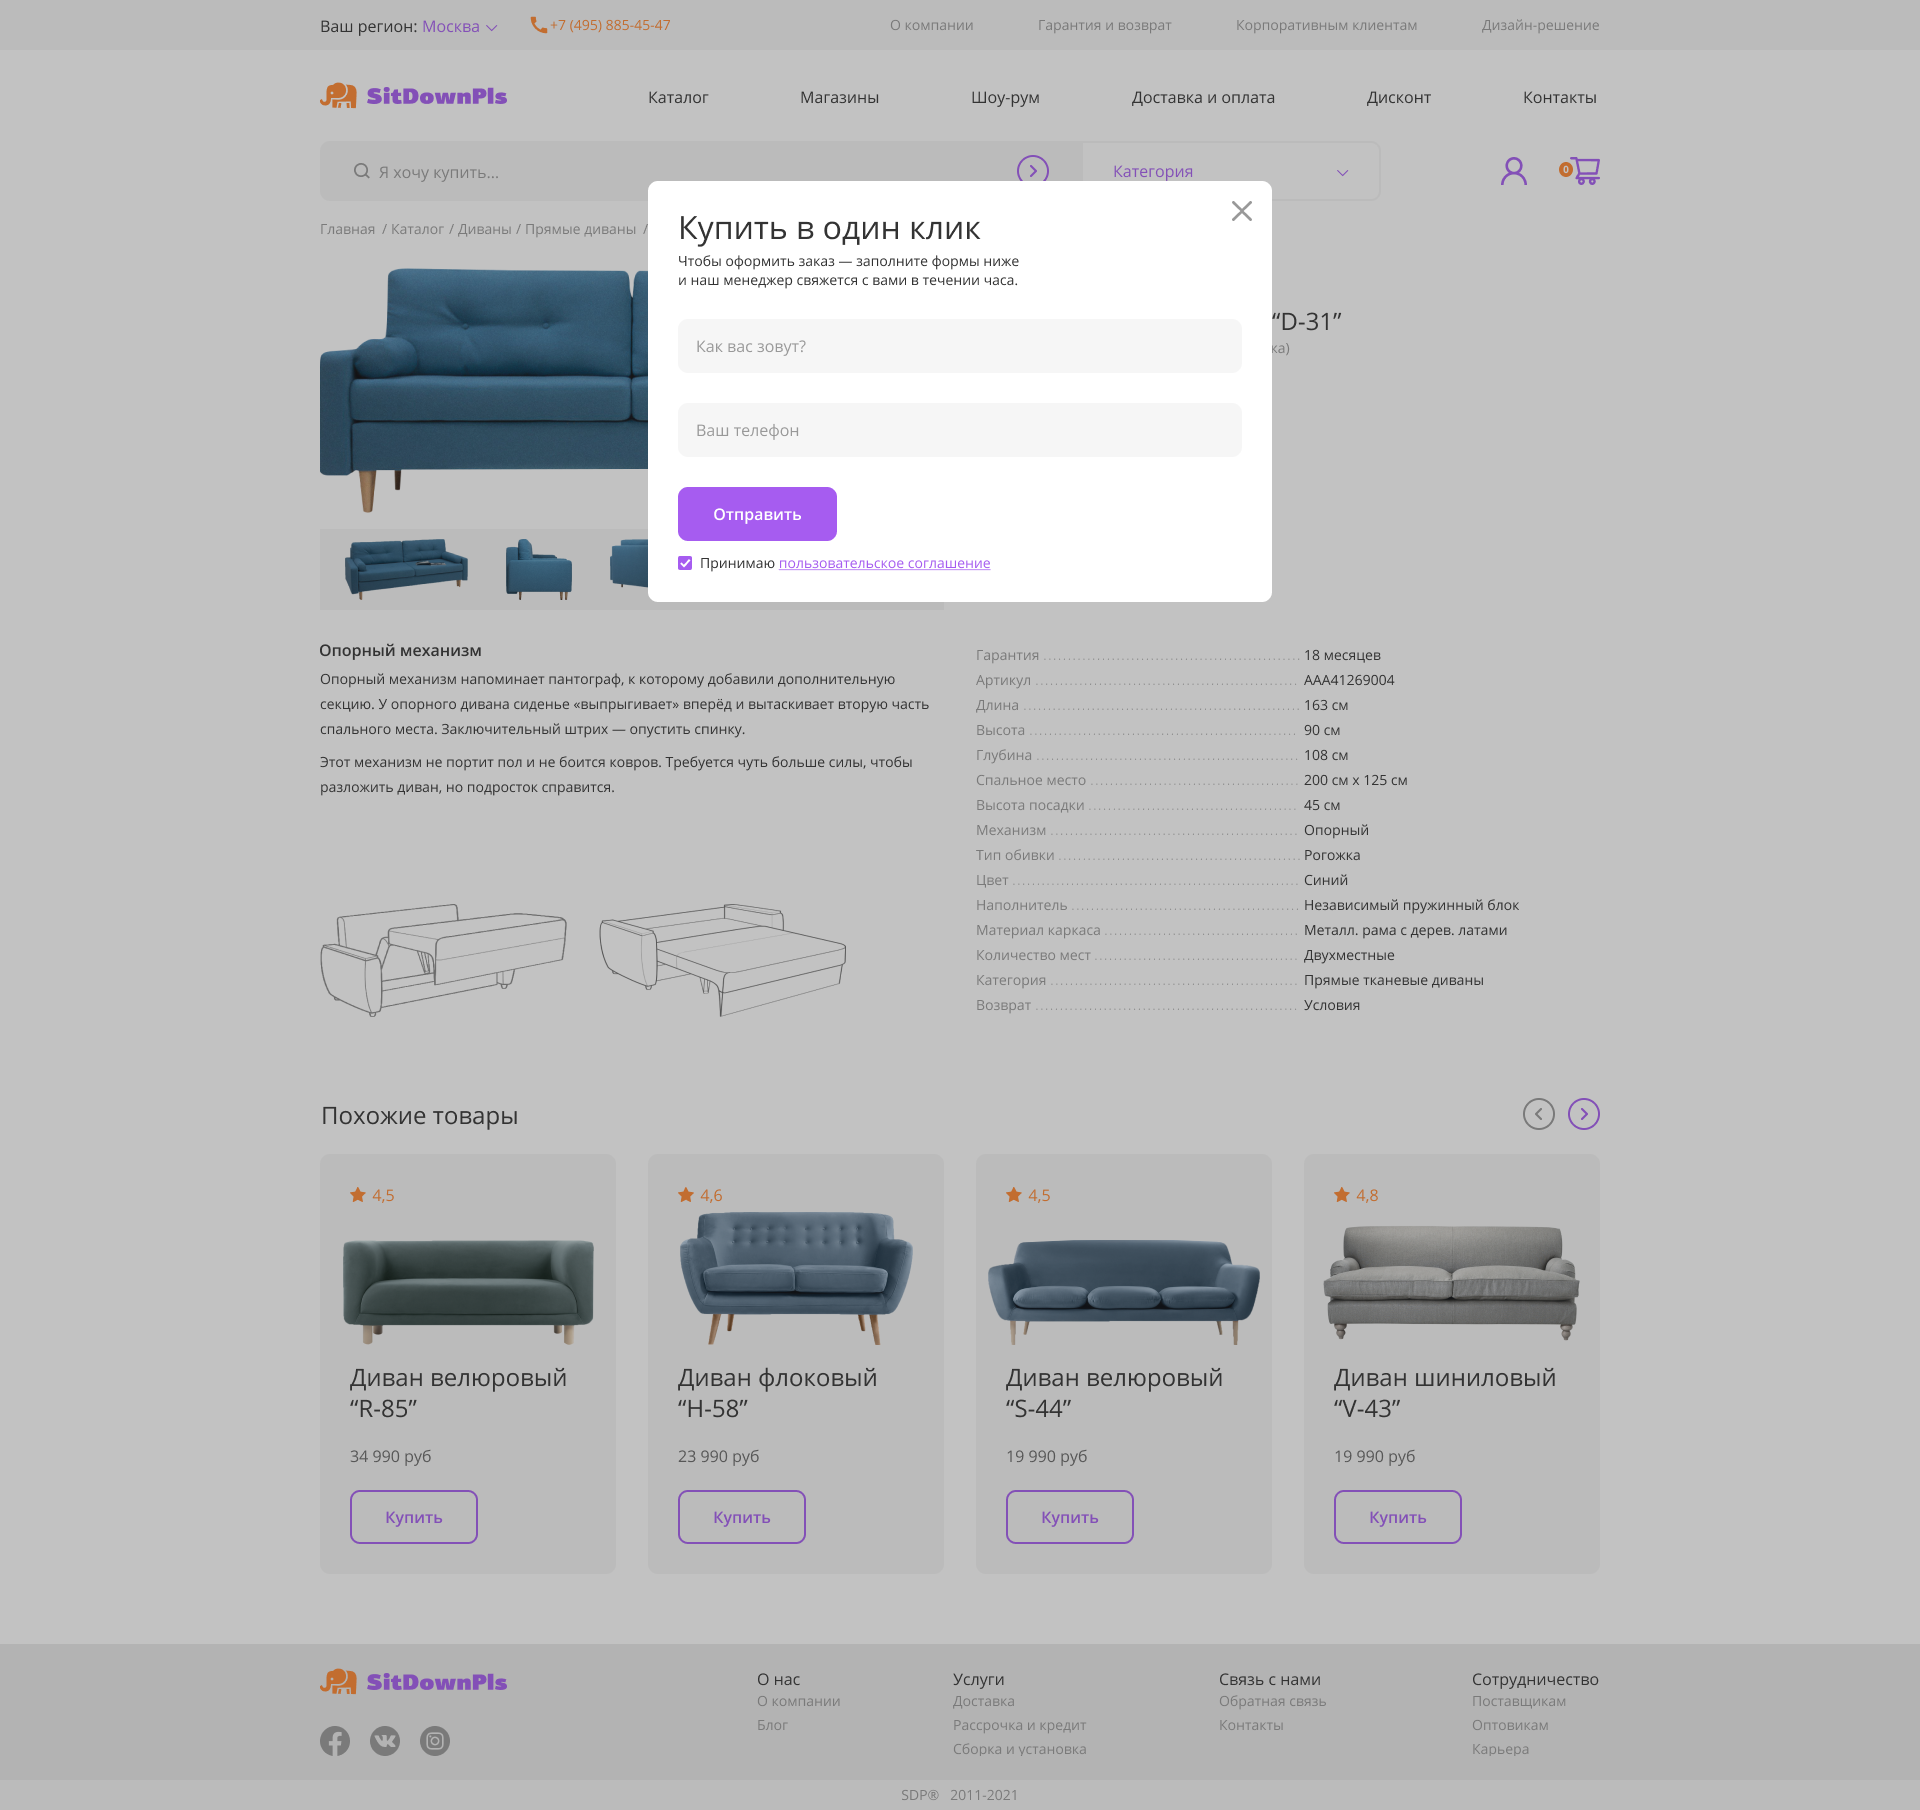 Ваш регион: Москва
+7 (495) 885-45-47
О компании
Гарантия и возврат
Корпоративным клиентам
Дизайн-решение
SitDownPls
Каталог
Магазины
Шоу-рум
Доставка и оплата
Дисконт
Контакты
Я хочу купить...
Категория
0
Главная / Каталог / Диваны / Прямые диваны /
Купить в один клик
Чтобы оформить заказ — заполните формы ниже
и наш менеджер свяжется с вами в течении часа.
Как вас зовут?
Ваш телефон
Отправить
Принимаю пользовательское соглашение
“D-31”
ка)
Опорный механизм
Опорный механизм напоминает пантограф, к которому добавили дополнительную
секцию. У опорного дивана сиденье «выпрыгивает» вперёд и вытаскивает вторую часть
спального места. Заключительный штрих — опустить спинку.
Этот механизм не портит пол и не боится ковров. Требуется чуть больше силы, чтобы
разложить диван, но подросток справится.
Гарантия 18 месяцев
Артикул ААА41269004
Длина 163 см
Высота 90 см
Глубина 108 см
Спальное место 200 см х 125 см
Высота посадки 45 см
Механизм Опорный
Тип обивки Рогожка
Цвет Синий
Наполнитель Независимый пружинный блок
Материал каркаса Металл. рама с дерев. латами
Количество мест Двухместные
Категория Прямые тканевые диваны
Возврат Условия
Похожие товары
4,5
Диван велюровый
“R-85”
34 990 руб
Купить
4,6
Диван флоковый
“H-58”
23 990 руб
Купить
4,5
Диван велюровый
“S-44”
19 990 руб
Купить
4,8
Диван шиниловый
“V-43”
19 990 руб
Купить
SitDownPls
О нас
О компании
Блог
Услуги
Доставка
Рассрочка и кредит
Сборка и установка
Связь с нами
Обратная связь
Контакты
Сотрудничество
Поставщикам
Оптовикам
Карьера
SDP® 2011-2021